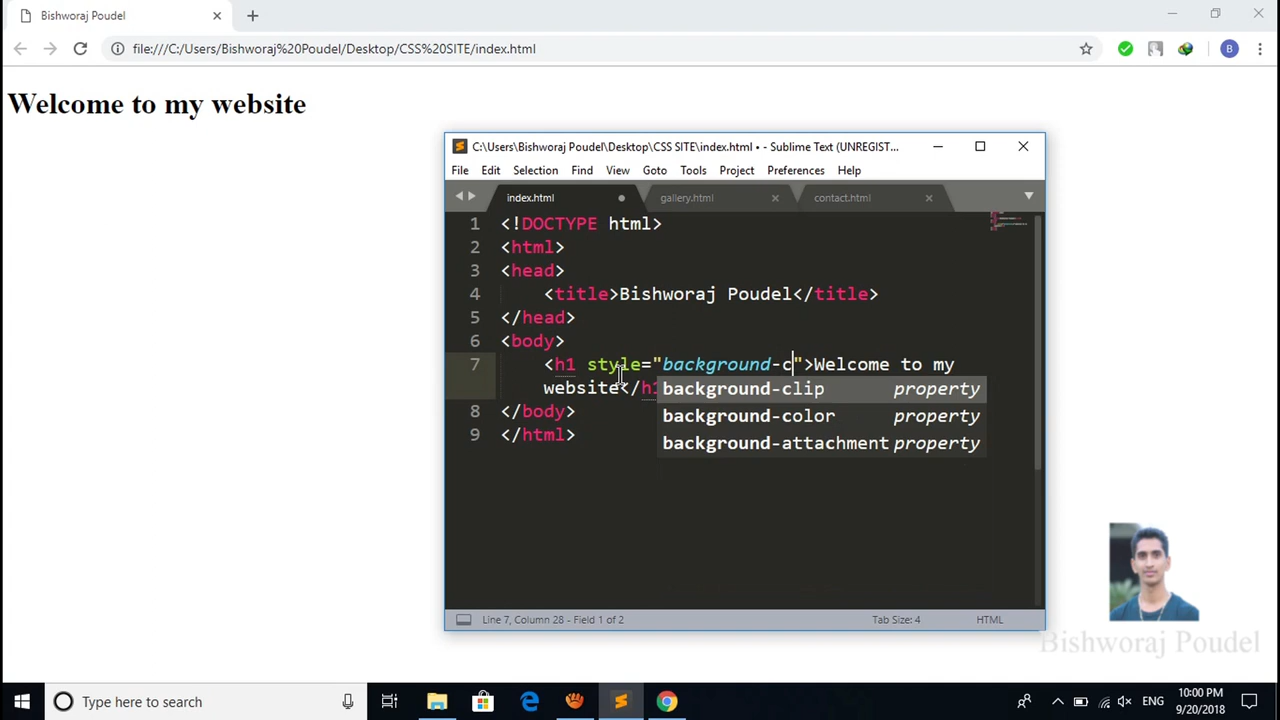 Bishworaj Poudel
file:///C:/Users/Bishworaj%20Poudel/Desktop/CSS%20SITE/index.html
B
Welcome to my website
C:\Users\Bishworaj Poudel\Desktop\CSS SITE\index.html • - Sublime Text (UNREGIST...
File Edit Selection Find View Goto Tools Project Preferences Help
index.html gallery.html contact.html
1 <!DOCTYPE html>
2 <html>
3 <head>
4 <title>Bishworaj Poudel</title>
5 </head>
6 <body>
7 <h1 style="background-c">Welcome to my
website</h1
background-clip property
background-color property
background-attachment property
8 </body>
9 </html>
Line 7, Column 28 - Field 1 of 2 Tab Size: 4 HTML
Bishworaj Poudel
Type here to search
ENG
10:00 PM
9/20/2018